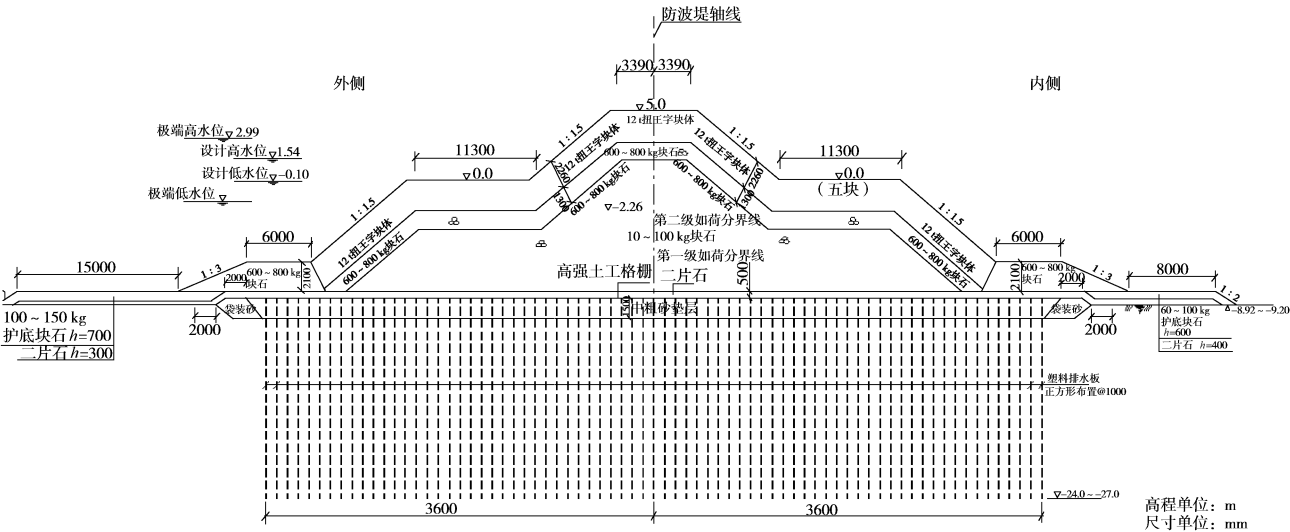 防波堤轴线
3390 3390
外侧
内侧
5.0
12 t扭王字块体
极端高水位 2.99
设计高水位 1.54
设计低水位 -0.10
极端低水位
1:1.5
12 t扭王字块体
600~800 kg块石
12 t扭王字块体
1:1.5
11300
0.0
2260
1300
600~800 kg块石
600~800 kg块石
1300
2260
11300
0.0
(五块)
-2.26
第二级如荷分界线
10~100 kg块石
第一级如荷分界线
1:1.5
12 t扭王字块体
600~800 kg块石
1:1.5
12 t扭王字块体
600~800 kg块石
6000
6000
15000
1:3
2000
600~800 kg
块石
2100
高强土工格栅
二片石
500
2100
600~800 kg
块石
2000
1:3
8000
1:2
100~150 kg
护底块石 h=700
二片石 h=300
袋装砂
2000
1500
中粗砂垫层
袋装砂
2000
60~100 kg
护底块石
h=600
二片石 h=400
-8.92~-9.20
塑料排水板
正方形布置@1000
-24.0~-27.0
3600
3600
高程单位：m
尺寸单位：mm